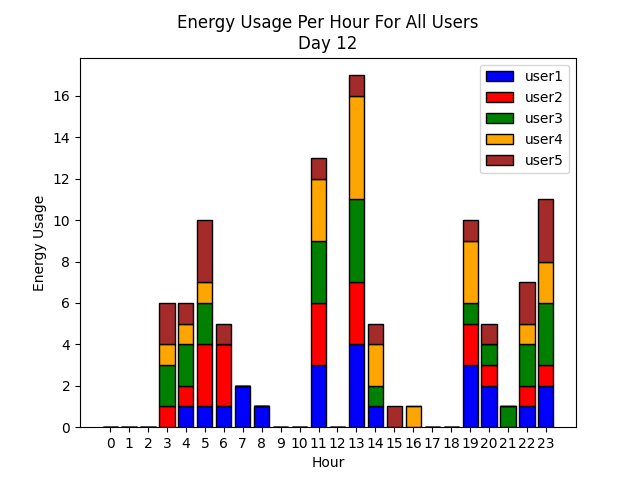 Energy Usage Per Hour For All Users
Day 12
user1
user2
user3
user4
user5
Energy Usage
16
14
12
10
8
6
4
2
0
0 1 2 3 4 5 6 7 8 9 10 11 12 13 14 15 16 17 18 19 20 21 22 23
Hour